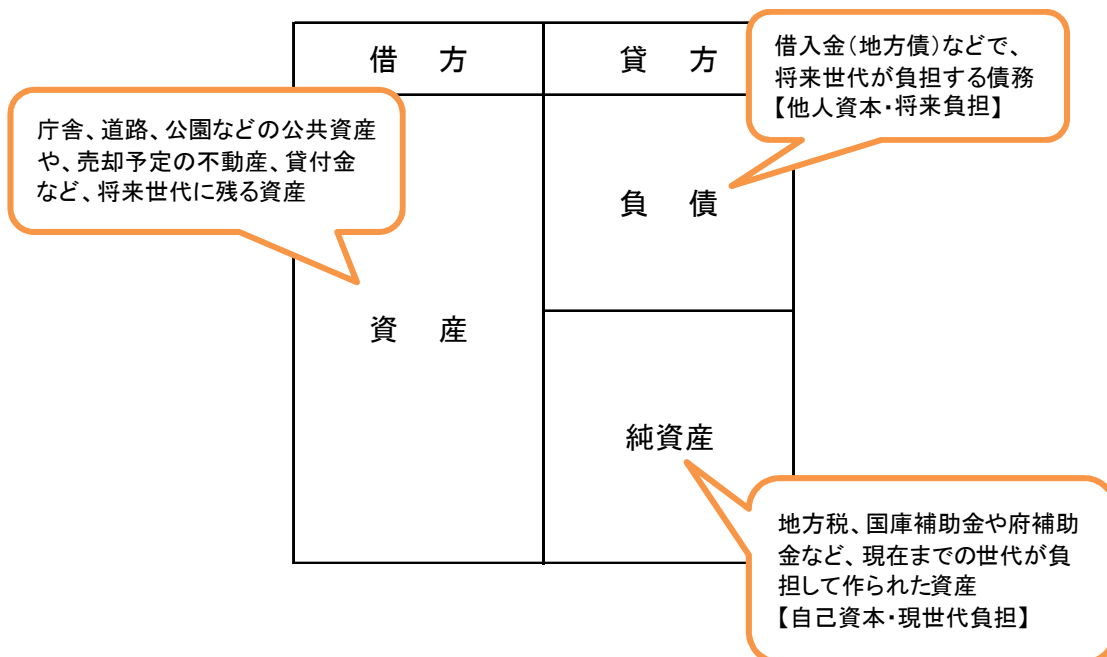 借方
貸方
借入金（地方債）などで、
将来世代が負担する債務
【他人資本・将来負担】
庁舎、道路、公園などの公共資産
や、売却予定の不動産、貸付金
など、将来世代に残る資産
負債
資産
純資産
地方税、国庫補助金や府補助
金など、現在までの世代が負
担して作られた資産
【自己資本・現世代負担】